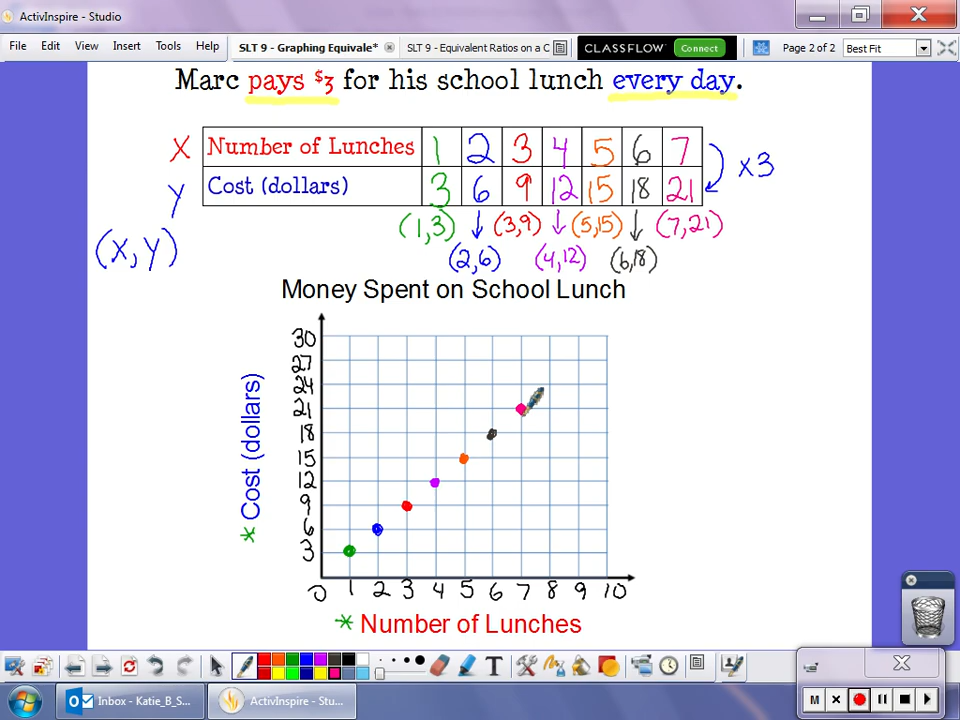 ActivInspire - Studio
File Edit View Insert Tools Help SLT 9 - Graphing Equivale* SLT 9 - Equivalent Ratios on a C CLASSFLOW Connect Page 2 of 2 Best Fit
Marc pays $3 for his school lunch every day.
X Number of Lunches 1 2 3 4 5 6 7
Y Cost (dollars) 3 6 9 12 15 18 21
x3
(1,3) (3,9) (5,15) (7,21)
(X,Y) (2,6) (4,12) (6,18)
Money Spent on School Lunch
30
27
24
21
18
15
12
9
6
3
* Cost (dollars)
0 1 2 3 4 5 6 7 8 9 10
* Number of Lunches
T
M
Inbox - Katie_B_S... ActivInspire - Stu...